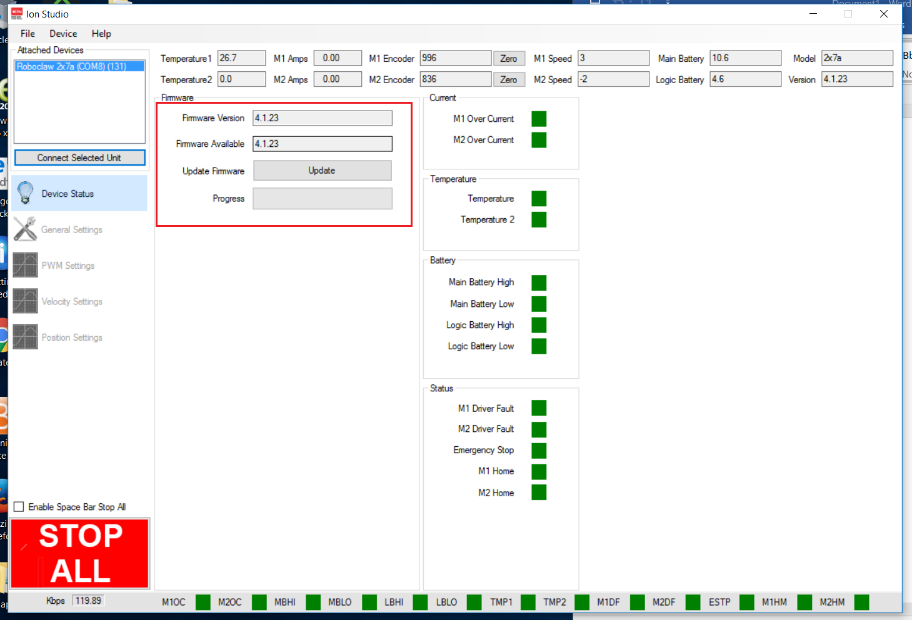 Ion Studio
File Device Help
Attached Devices
Roboclaw 2x7a (COM8) (131)
Connect Selected Unit
Device Status
General Settings
PWM Settings
Velocity Settings
Position Settings
Enable Space Bar Stop All
STOP
ALL
Kbps 119.89
Temperature1 26.7 M1 Amps 0.00 M1 Encoder 996 Zero M1 Speed 3 Main Battery 10.6 Model 2x7a
Temperature2 0.0 M2 Amps 0.00 M2 Encoder 836 Zero M2 Speed -2 Logic Battery 4.6 Version 4.1.23
Firmware
Firmware Version 4.1.23
Firmware Available 4.1.23
Update Firmware Update
Progress
Current
M1 Over Current
M2 Over Current
Temperature
Temperature
Temperature 2
Battery
Main Battery High
Main Battery Low
Logic Battery High
Logic Battery Low
Status
M1 Driver Fault
M2 Driver Fault
Emergency Stop
M1 Home
M2 Home
M1OC M2OC MBHI MBLO LBHI LBLO TMP1 TMP2 M1DF M2DF ESTP M1HM M2HM